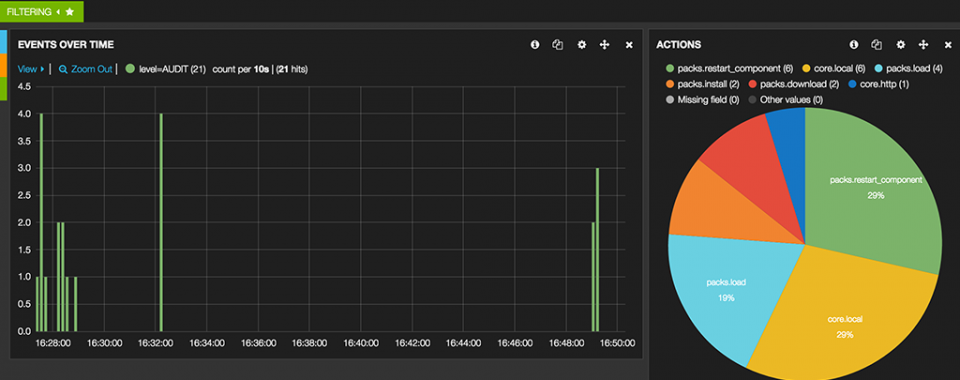 FILTERING
EVENTS OVER TIME
View | Zoom Out | level=AUDIT (21) count per 10s | (21 hits)
4.5
4.0
3.5
3.0
2.5
2.0
1.5
1.0
0.5
0.0
16:28:00 16:30:00 16:32:00 16:34:00 16:36:00 16:38:00 16:40:00 16:42:00 16:44:00 16:46:00 16:48:00 16:50:00
ACTIONS
packs.restart_component (6) core.local (6) packs.load (4)
packs.install (2) packs.download (2) core.http (1)
Missing field (0) Other values (0)
packs.restart_component
29%
packs.load
19%
core.local
29%